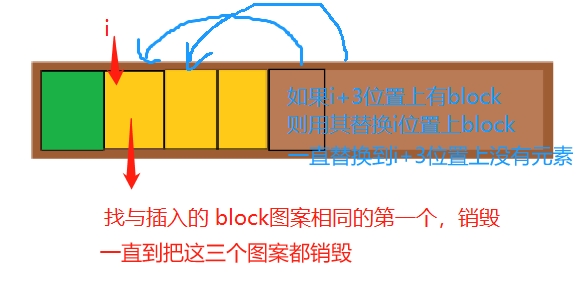 i
如果i+3位置上有block
则用其替换i位置上block
一直替换到i+3位置上没有元素
找与插入的 block图案相同的第一个，销毁
一直到把这三个图案都销毁